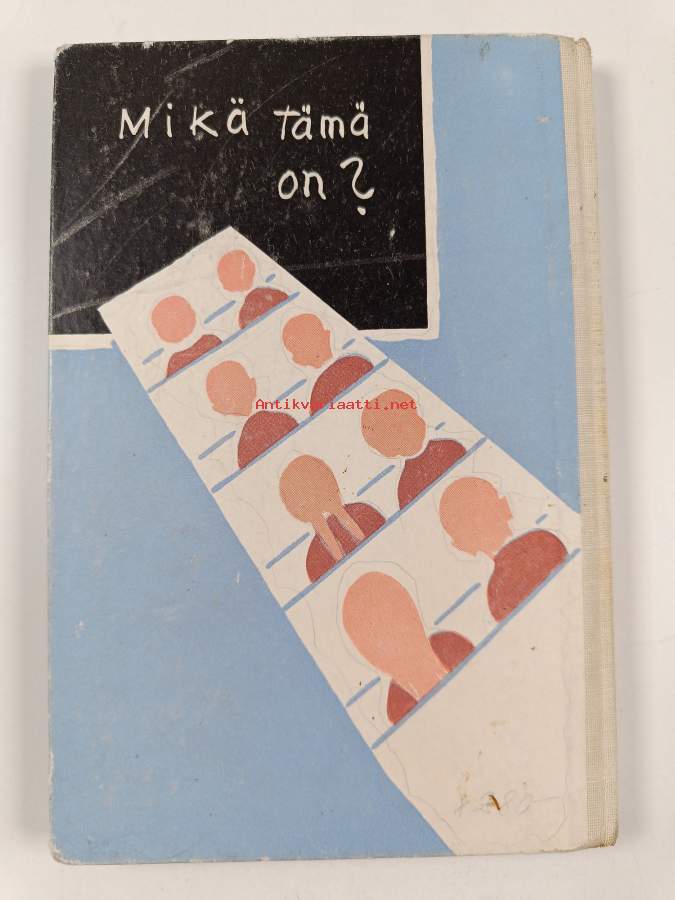 Mikä tämä
on?
Antikvariaatti.net